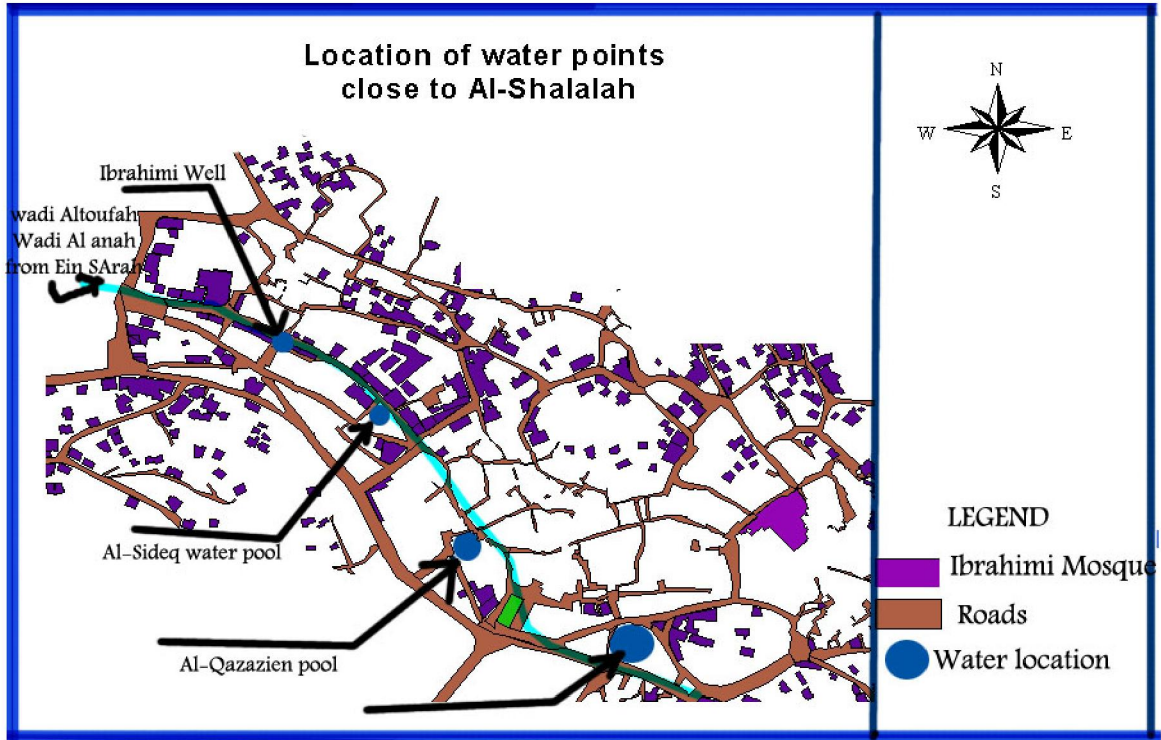 Location of water points
close to Al-Shalalah
N
W
E
S
Ibrahimi Well
wadi Altoufah
Wadi Al anah
from Ein SArah
Al-Sideq water pool
Al-Qazazien pool
LEGEND
Ibrahimi Mosque
Roads
Water location